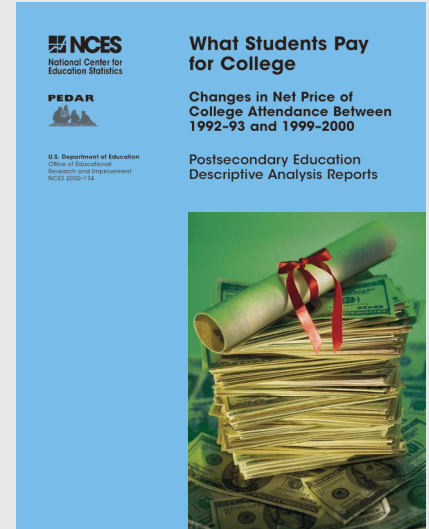 NCES
National Center for
Education Statistics
PEDAR
U.S. Department of Education
Office of Educational
Research and Improvement
NCES 2002–174
What Students Pay
for College
Changes in Net Price of
College Attendance Between
1992–93 and 1999–2000
Postsecondary Education
Descriptive Analysis Reports